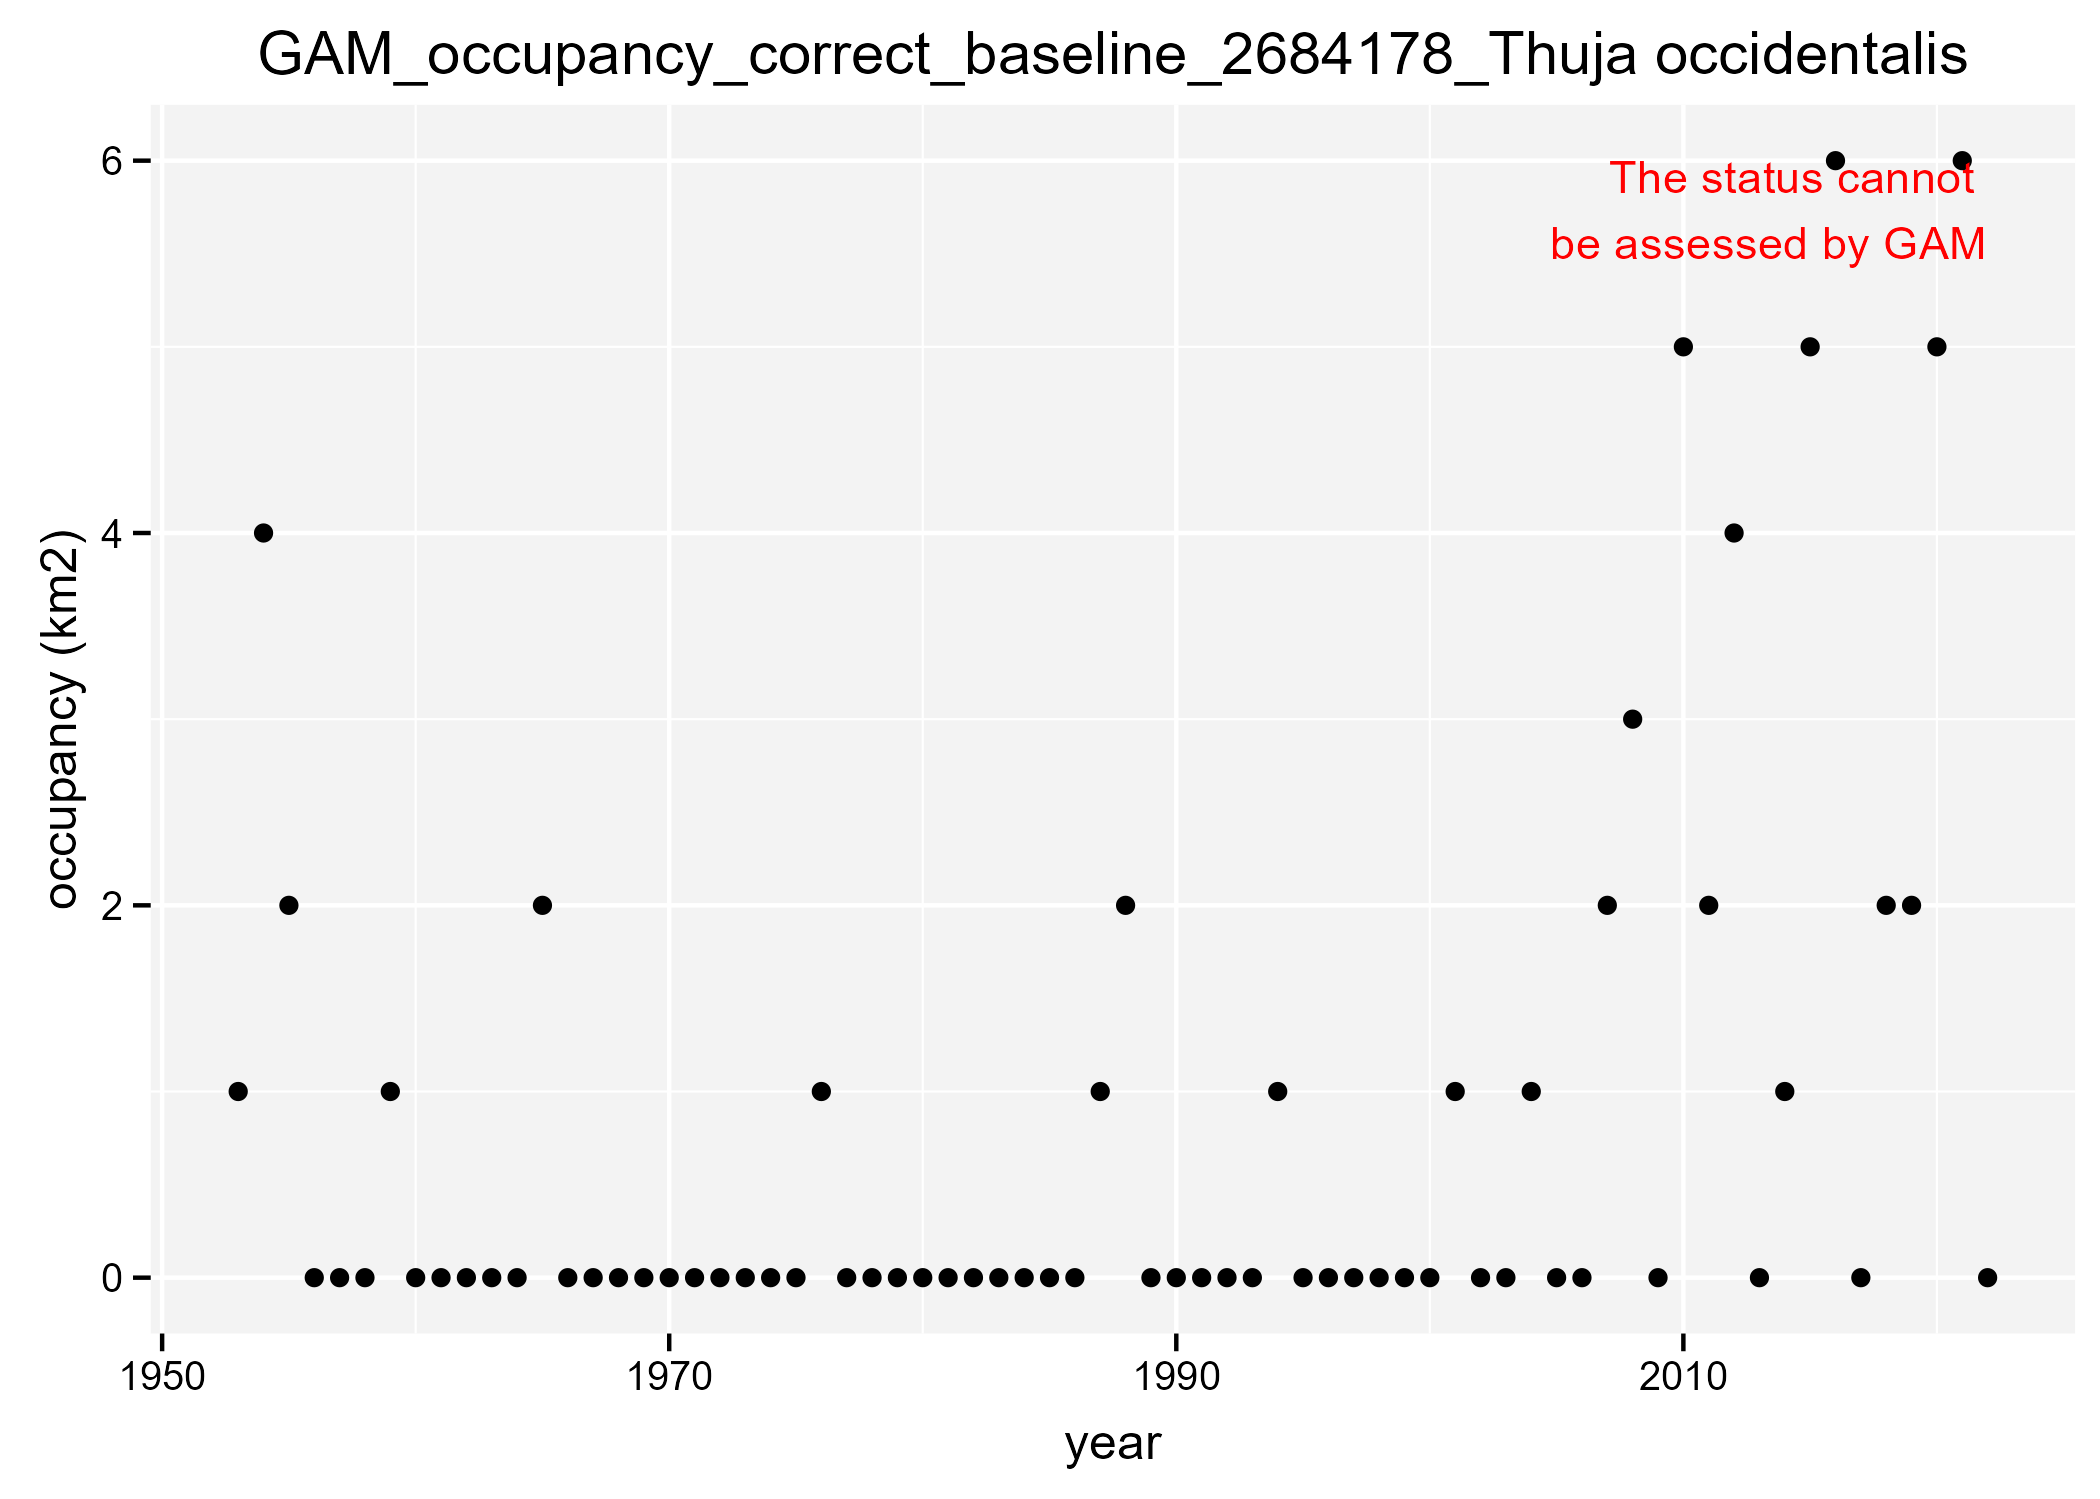 GAM_occupancy_correct_baseline_2684178_Thuja occidentalis
6
The status cannot
be assessed by GAM
4
occupancy (km2)
2
0
1950 1970 1990 2010
year